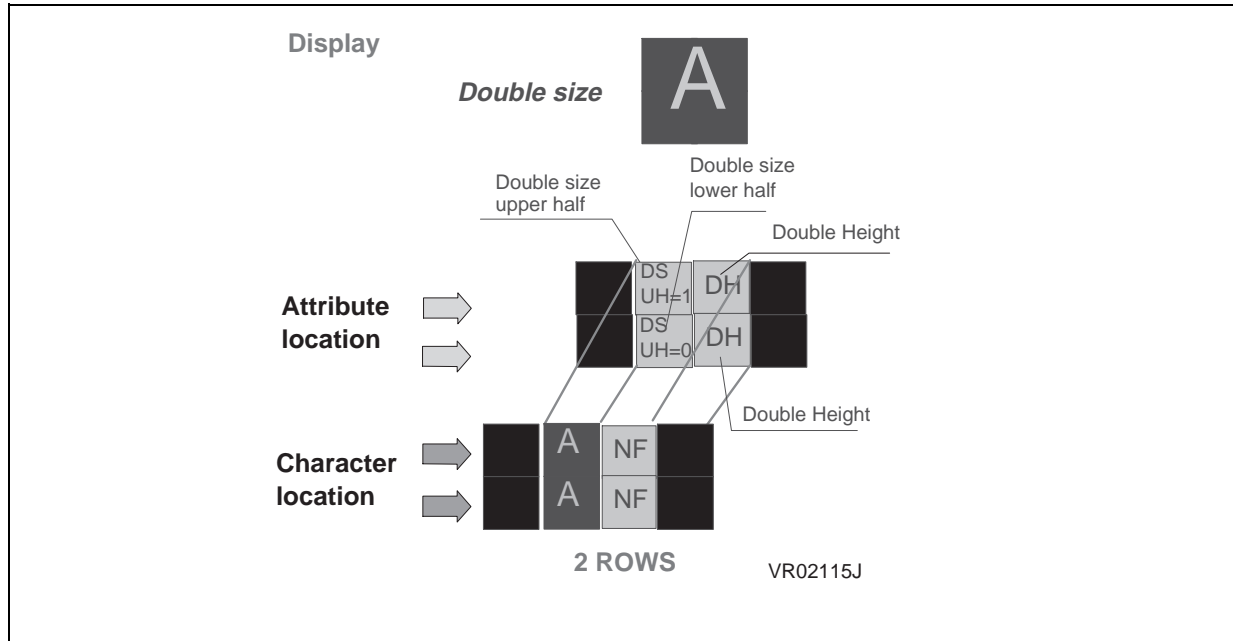 Display
A
Double size
Double size
lower half
Double size
upper half
Double Height
DS
UH=1
DH
DS
UH=0
DH
Attribute
location
Double Height
A
NF
Character
location
A
NF
2 ROWS
VR02115J